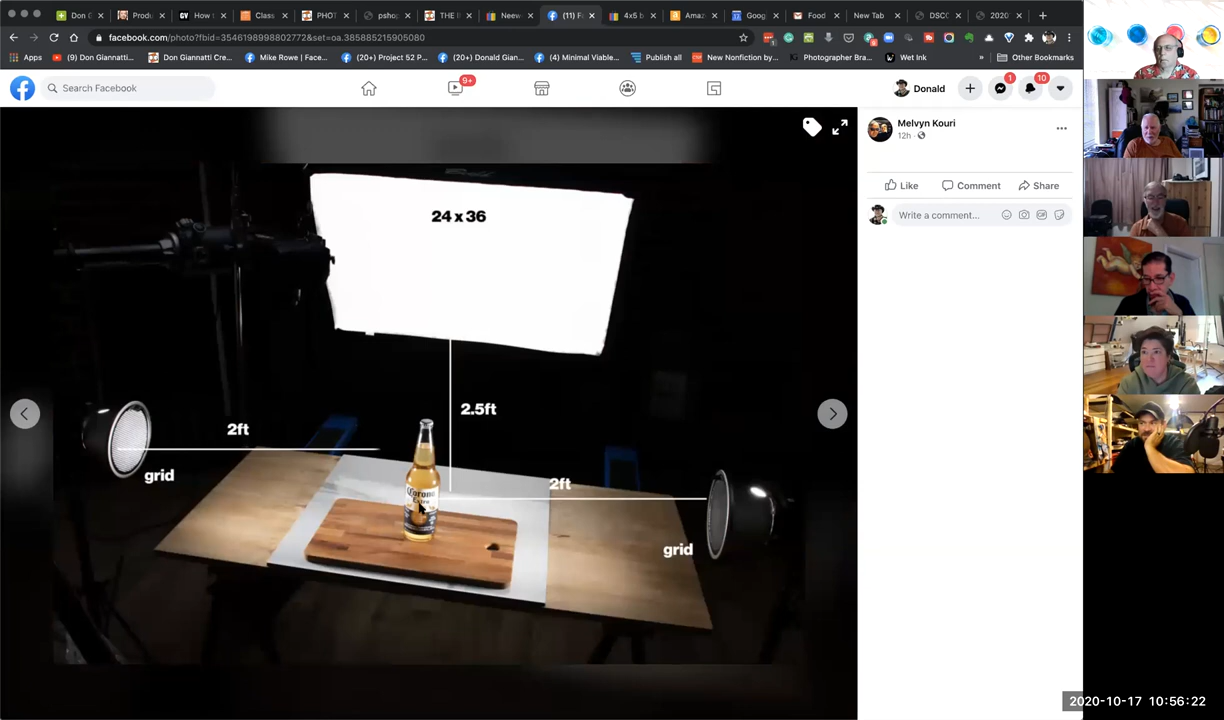 Don G
Produ
How t
Class
PHOT
pshop
THE I
Neew
(11) F
4x5 b
Amaz
Goog
Food
New Tab
DSC
2020
facebook.com/photo?fbid=3546198998802772&set=oa.385885215905080
Apps
(9) Don Giannatti...
Don Giannatti Cre...
Mike Rowe | Face...
(20+) Project 52 P...
(20+) Donald Gian...
(4) Minimal Viable...
Publish all
New Nonfiction by...
Photographer Bra...
Wet Ink
»
Other Bookmarks
Search Facebook
9+
Donald
1
10
Melvyn Kouri
12h
Like
Comment
Share
Write a comment...
24 x 36
2.5ft
2ft
grid
2ft
grid
Corona
Extra
2020-10-17 10:56:22